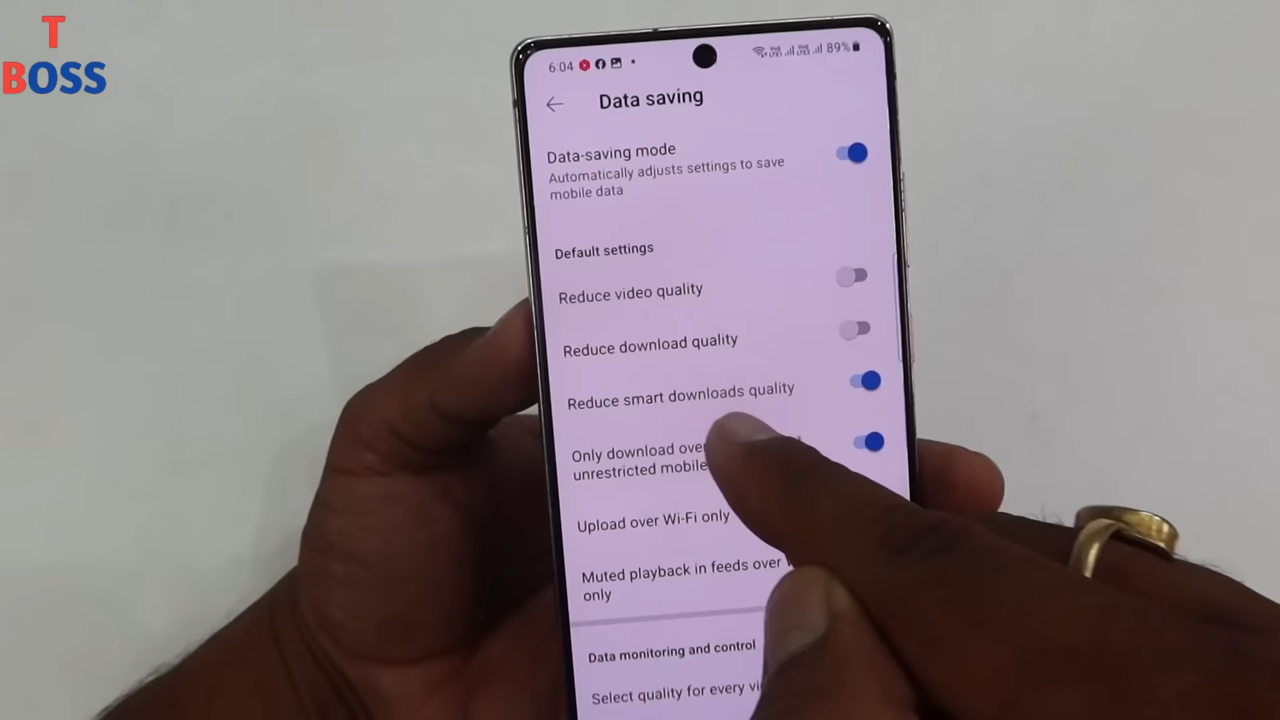 T
BOSS
6:04
89%
Data saving
Data-saving mode
Automatically adjusts settings to save
mobile data
Default settings
Reduce video quality
Reduce download quality
Reduce smart downloads quality
Only download over
unrestricted mobile
Upload over Wi-Fi only
Muted playback in feeds over
only
Data monitoring and control
Select quality for every